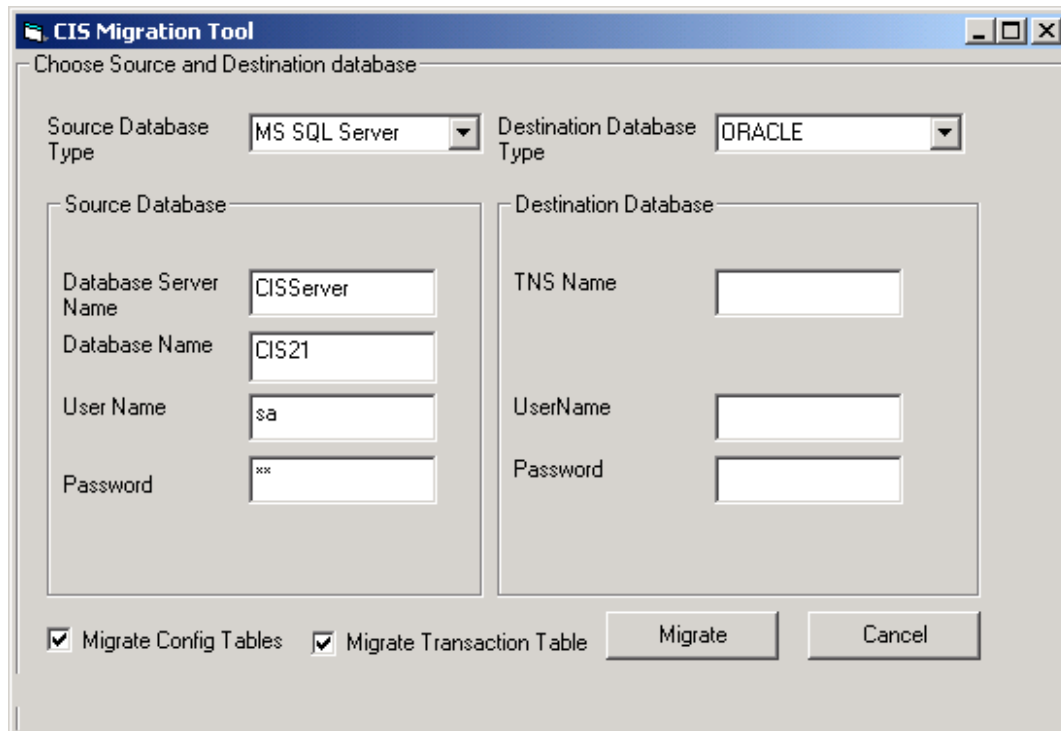 CIS Migration Tool
Choose Source and Destination database
Source Database
Type
MS SQL Server
Destination Database
Type
ORACLE
Source Database
Database Server
Name
CISServer
Database Name
CIS21
User Name
sa
Password
**
Destination Database
TNS Name
UserName
Password
Migrate Config Tables
Migrate Transaction Table
Migrate
Cancel